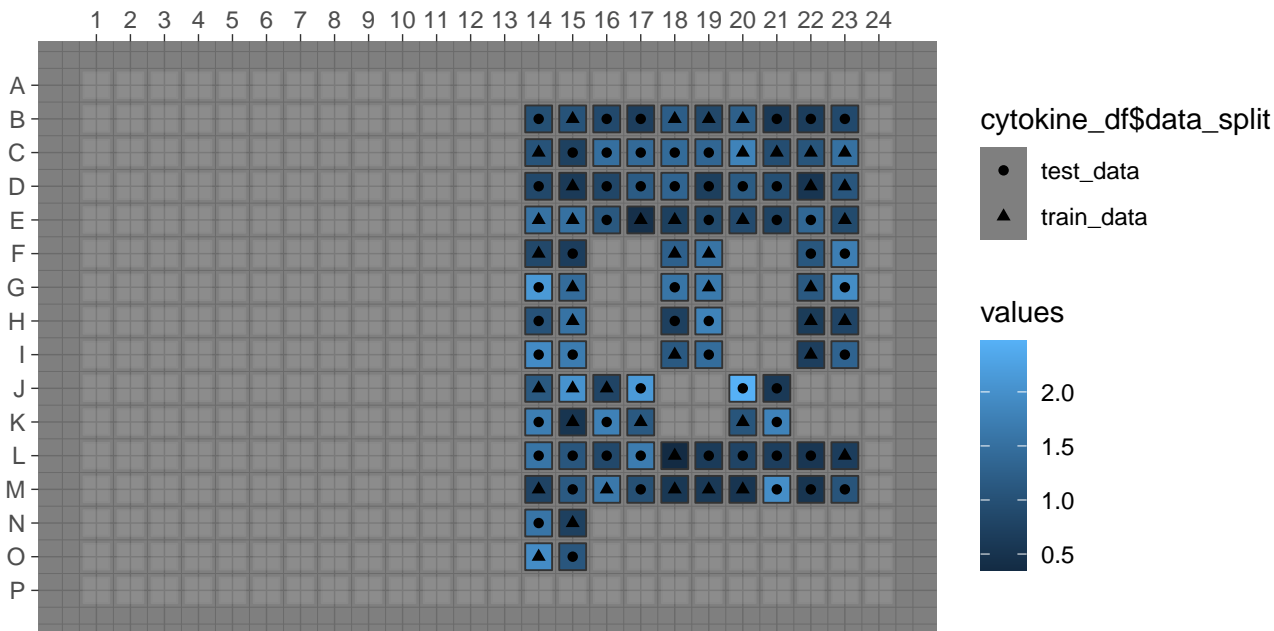 1 2 3 4 5 6 7 8 9 10 11 12 13 14 15 16 17 18 19 20 21 22 23 24
A
B
C
D
E
F
G
H
I
J
K
L
M
N
O
P
cytokine_df$data_split
test_data
train_data
values
2.0
1.5
1.0
0.5